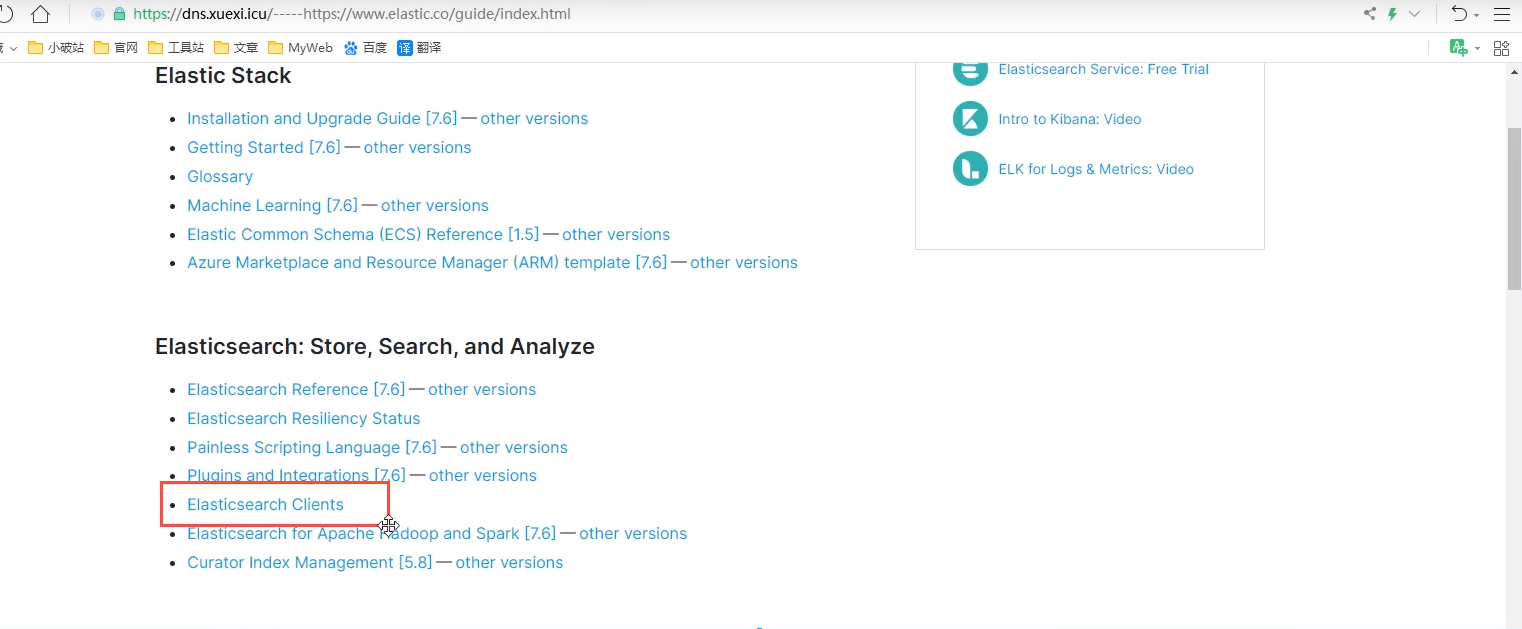 https://dns.xuexi.icu/-----https://www.elastic.co/guide/index.html
小破站 官网 工具站 文章 MyWeb 百度 译 翻译
Elastic Stack
Installation and Upgrade Guide [7.6] — other versions
Getting Started [7.6] — other versions
Glossary
Machine Learning [7.6] — other versions
Elastic Common Schema (ECS) Reference [1.5] — other versions
Azure Marketplace and Resource Manager (ARM) template [7.6] — other versions
Elasticsearch Service: Free Trial
Intro to Kibana: Video
ELK for Logs & Metrics: Video
Elasticsearch: Store, Search, and Analyze
Elasticsearch Reference [7.6] — other versions
Elasticsearch Resiliency Status
Painless Scripting Language [7.6] — other versions
Plugins and Integrations [7.6] — other versions
Elasticsearch Clients
Elasticsearch for Apache Hadoop and Spark [7.6] — other versions
Curator Index Management [5.8] — other versions